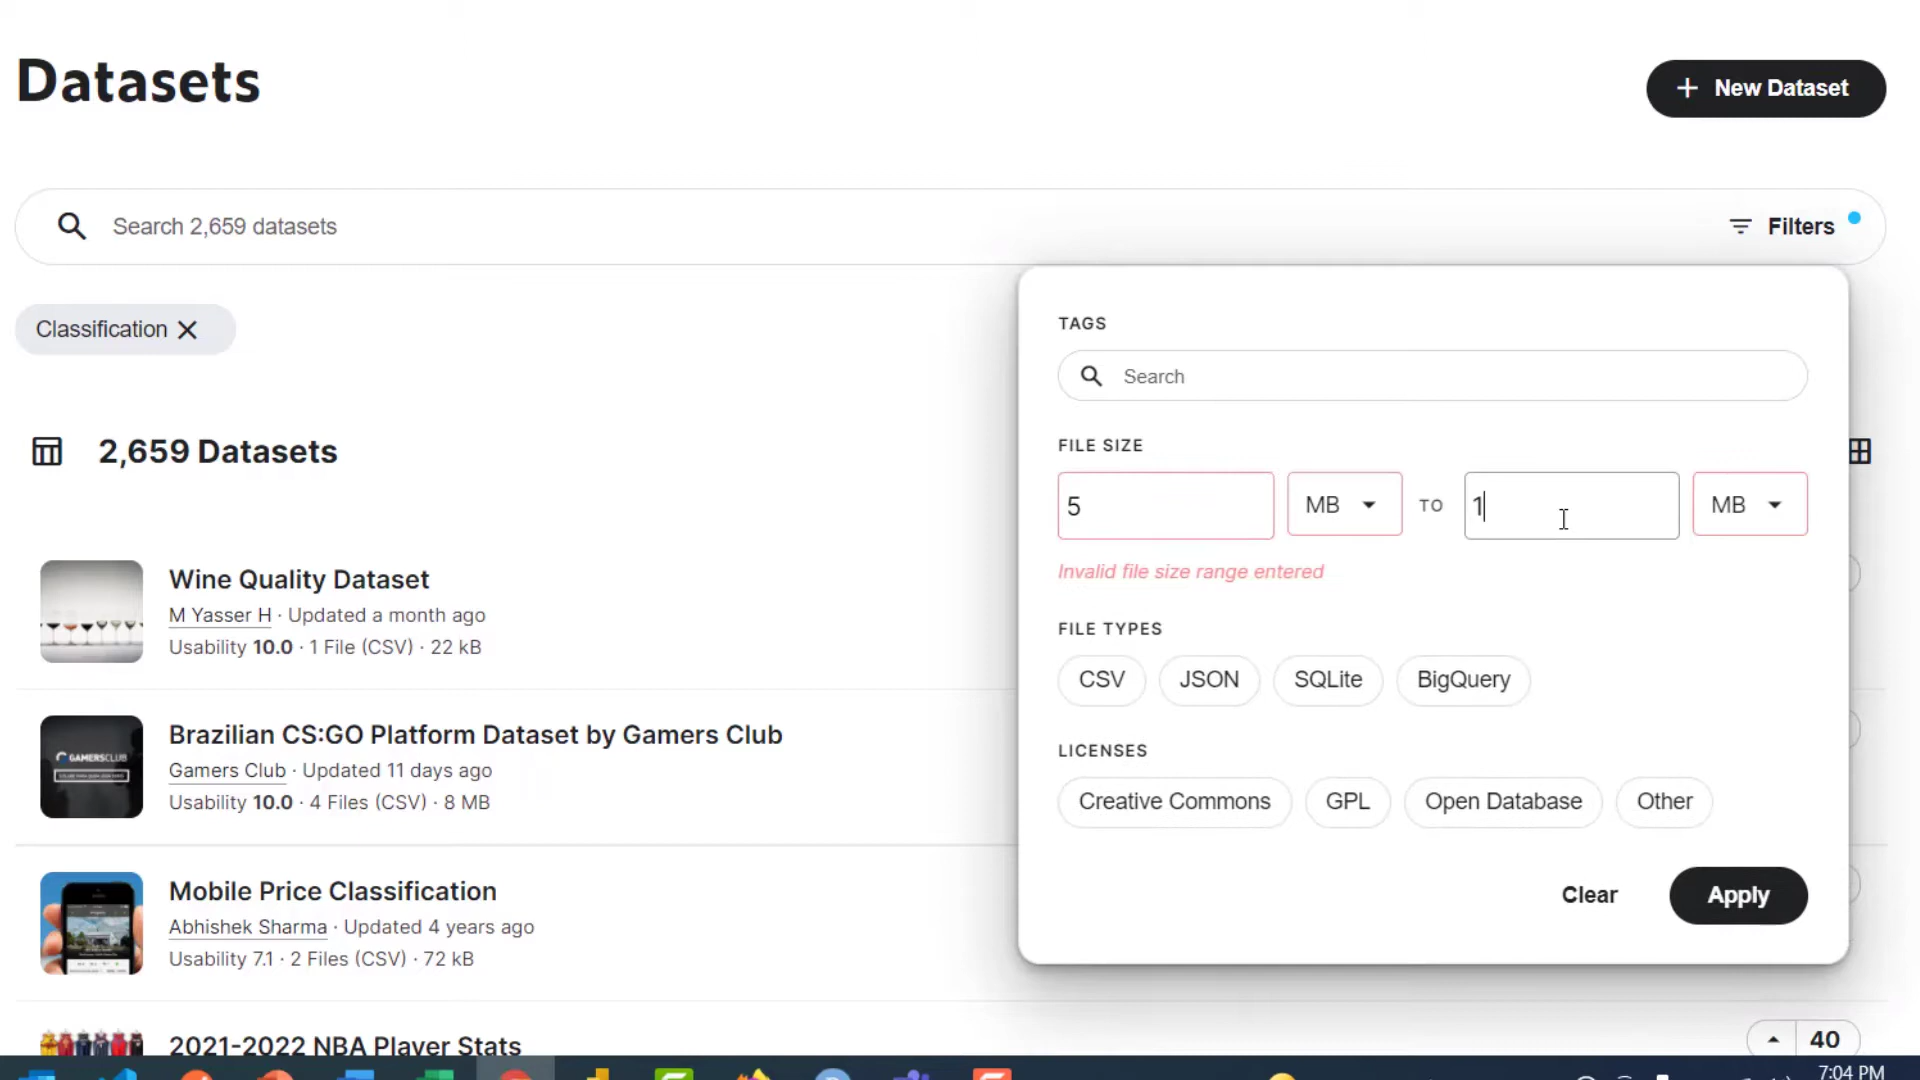 Datasets
+ New Dataset
Search 2,659 datasets
Filters
Classification
TAGS
Search
FILE SIZE
2,659 Datasets
5 MB TO 1 MB
Invalid file size range entered
Wine Quality Dataset
M Yasser H · Updated a month ago
Usability 10.0 · 1 File (CSV) · 22 kB
FILE TYPES
CSV JSON SQLite BigQuery
Brazilian CS:GO Platform Dataset by Gamers Club
Gamers Club · Updated 11 days ago
Usability 10.0 · 4 Files (CSV) · 8 MB
GAMERSCLUB
LICENSES
Creative Commons GPL Open Database Other
Mobile Price Classification
Abhishek Sharma · Updated 4 years ago
Usability 7.1 · 2 Files (CSV) · 72 kB
Clear Apply
2021-2022 NBA Player Stats
40
7:04 PM